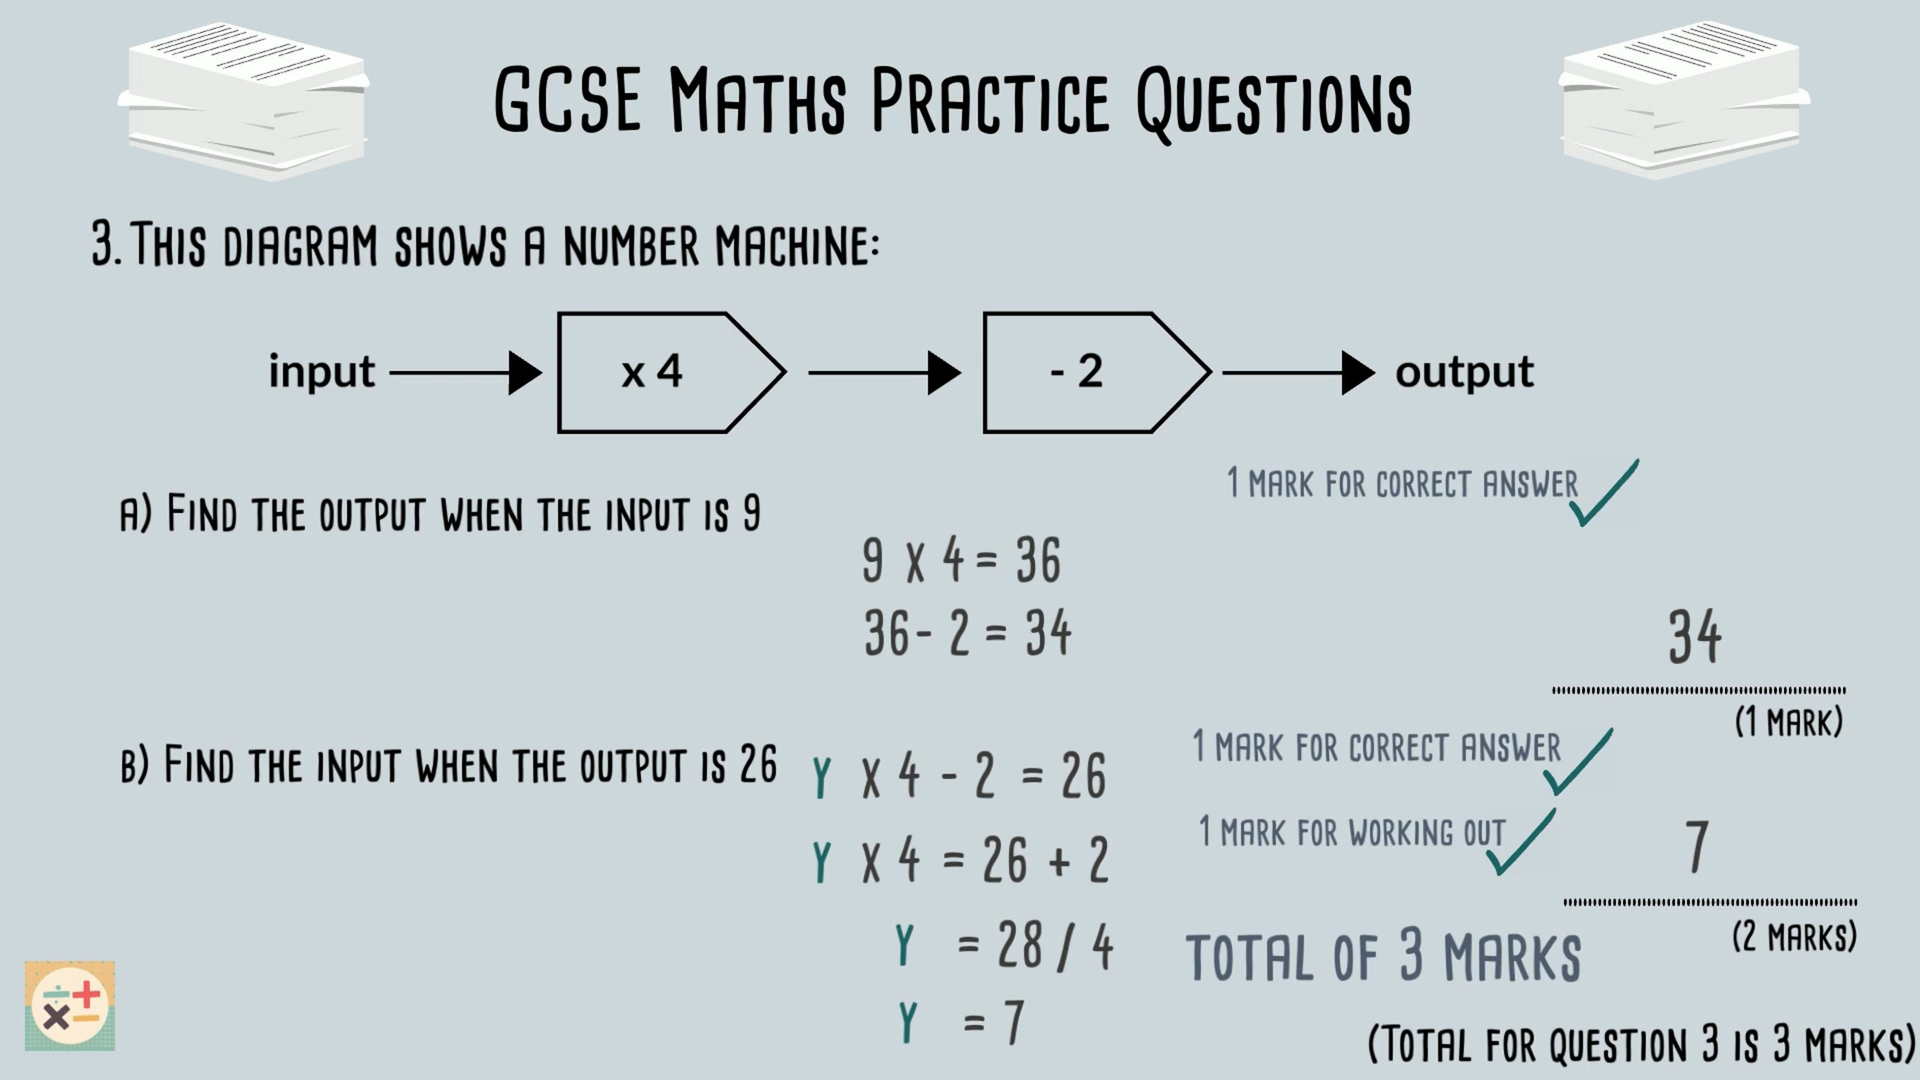 GCSE Maths Practice Questions
3. This diagram shows a number machine:
input x 4 - 2 output
1 mark for correct answer
a) Find the output when the input is 9
9 x 4 = 36
36 - 2 = 34
34
(1 mark)
1 mark for correct answer
b) Find the input when the output is 26
Y x 4 - 2 = 26
1 mark for working out
7
Y x 4 = 26 + 2
(2 marks)
Y = 28 / 4
Total of 3 marks
Y = 7
(Total for question 3 is 3 marks)